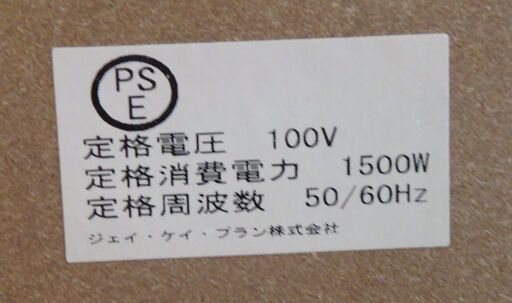 PS
E
定格電圧 100V
定格消費電力 1500W
定格周波数 50/60Hz
ジェイ・ケイ・プラン株式会社